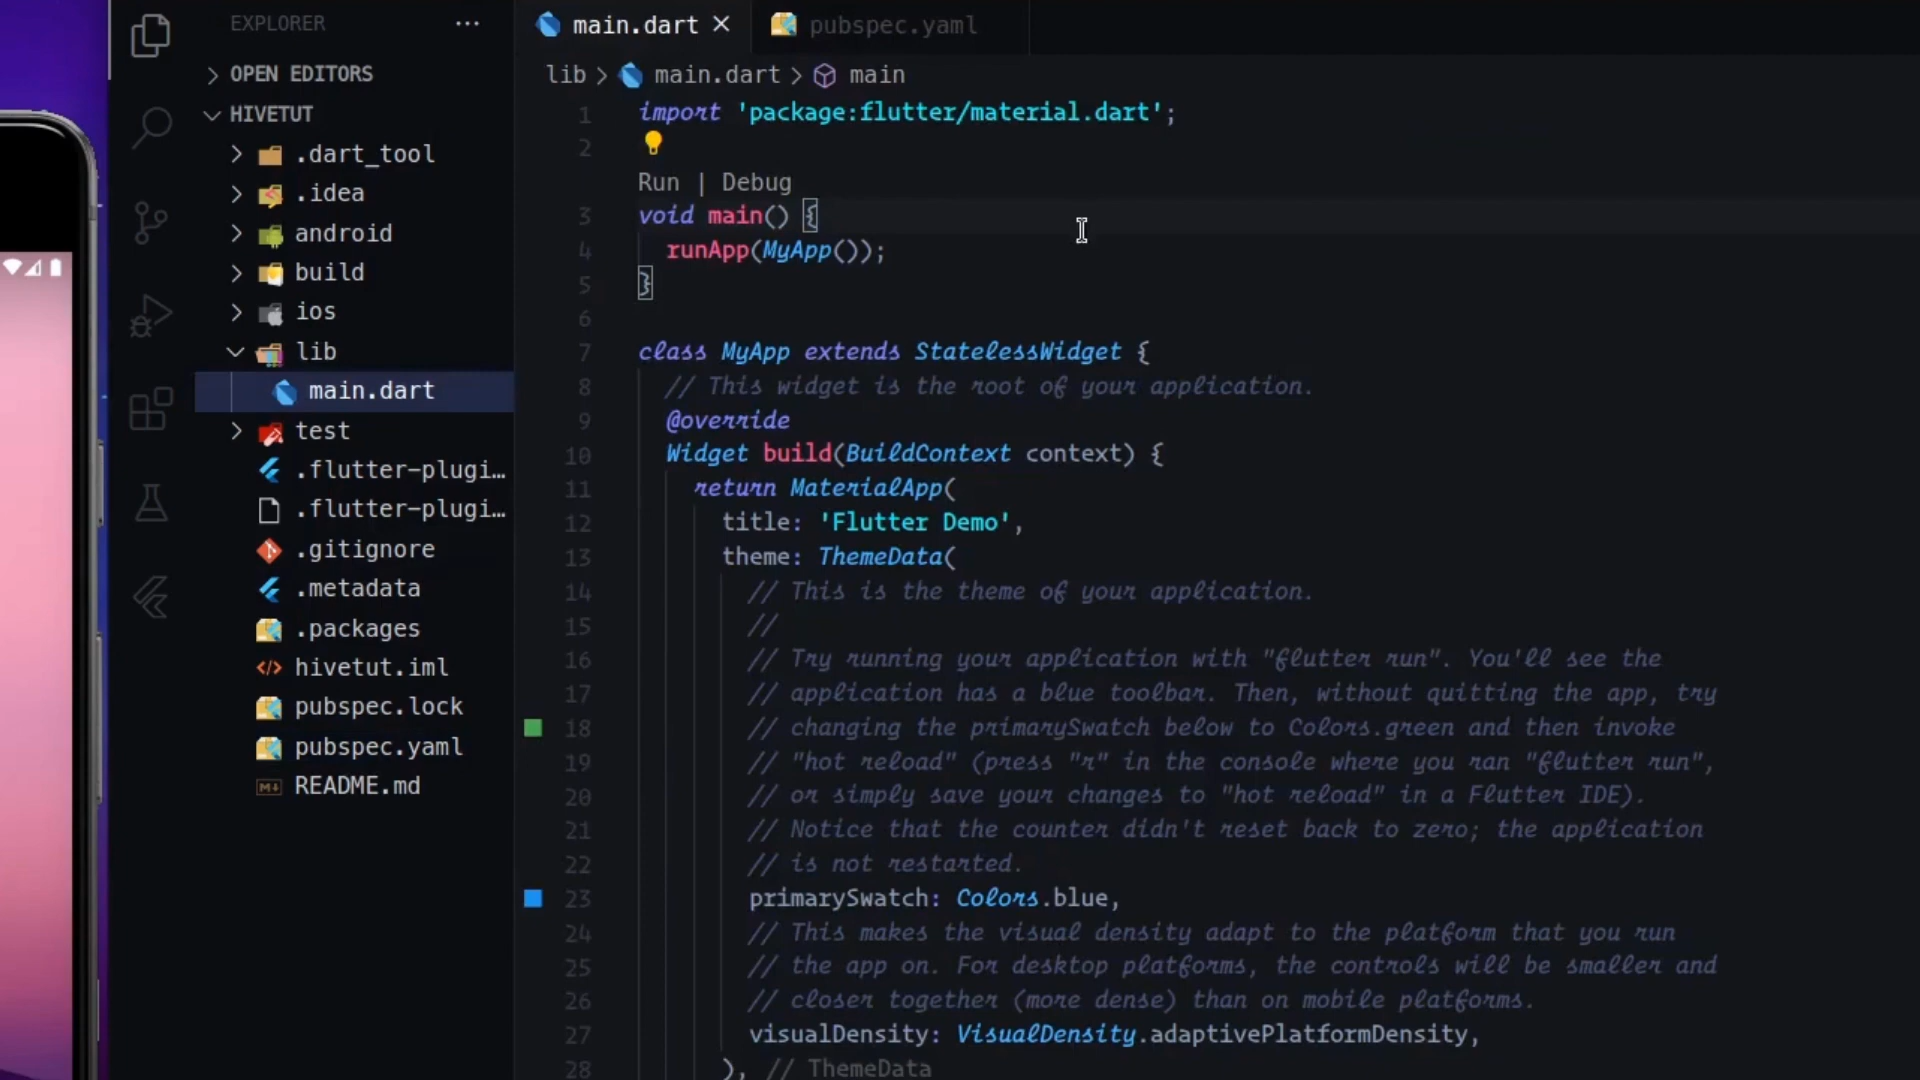 EXPLORER
OPEN EDITORS
HIVETUT
.dart_tool
.idea
android
build
ios
lib
main.dart
test
.flutter-plugi…
.flutter-plugi…
.gitignore
.metadata
.packages
hivetut.iml
pubspec.lock
pubspec.yaml
README.md
main.dart
pubspec.yaml
lib > main.dart > main
1 import 'package:flutter/material.dart';
2
Run | Debug
3 void main() {
4 runApp(MyApp());
5 }
6
7 class MyApp extends StatelessWidget {
8 // This widget is the root of your application.
9 @override
10 Widget build(BuildContext context) {
11 return MaterialApp(
12 title: 'Flutter Demo',
13 theme: ThemeData(
14 // This is the theme of your application.
15 //
16 // Try running your application with "flutter run". You'll see the
17 // application has a blue toolbar. Then, without quitting the app, try
18 // changing the primarySwatch below to Colors.green and then invoke
19 // "hot reload" (press "r" in the console where you ran "flutter run",
20 // or simply save your changes to "hot reload" in a Flutter IDE).
21 // Notice that the counter didn't reset back to zero; the application
22 // is not restarted.
23 primarySwatch: Colors.blue,
24 // This makes the visual density adapt to the platform that you run
25 // the app on. For desktop platforms, the controls will be smaller and
26 // closer together (more dense) than on mobile platforms.
27 visualDensity: VisualDensity.adaptivePlatformDensity,
28 ), // ThemeData